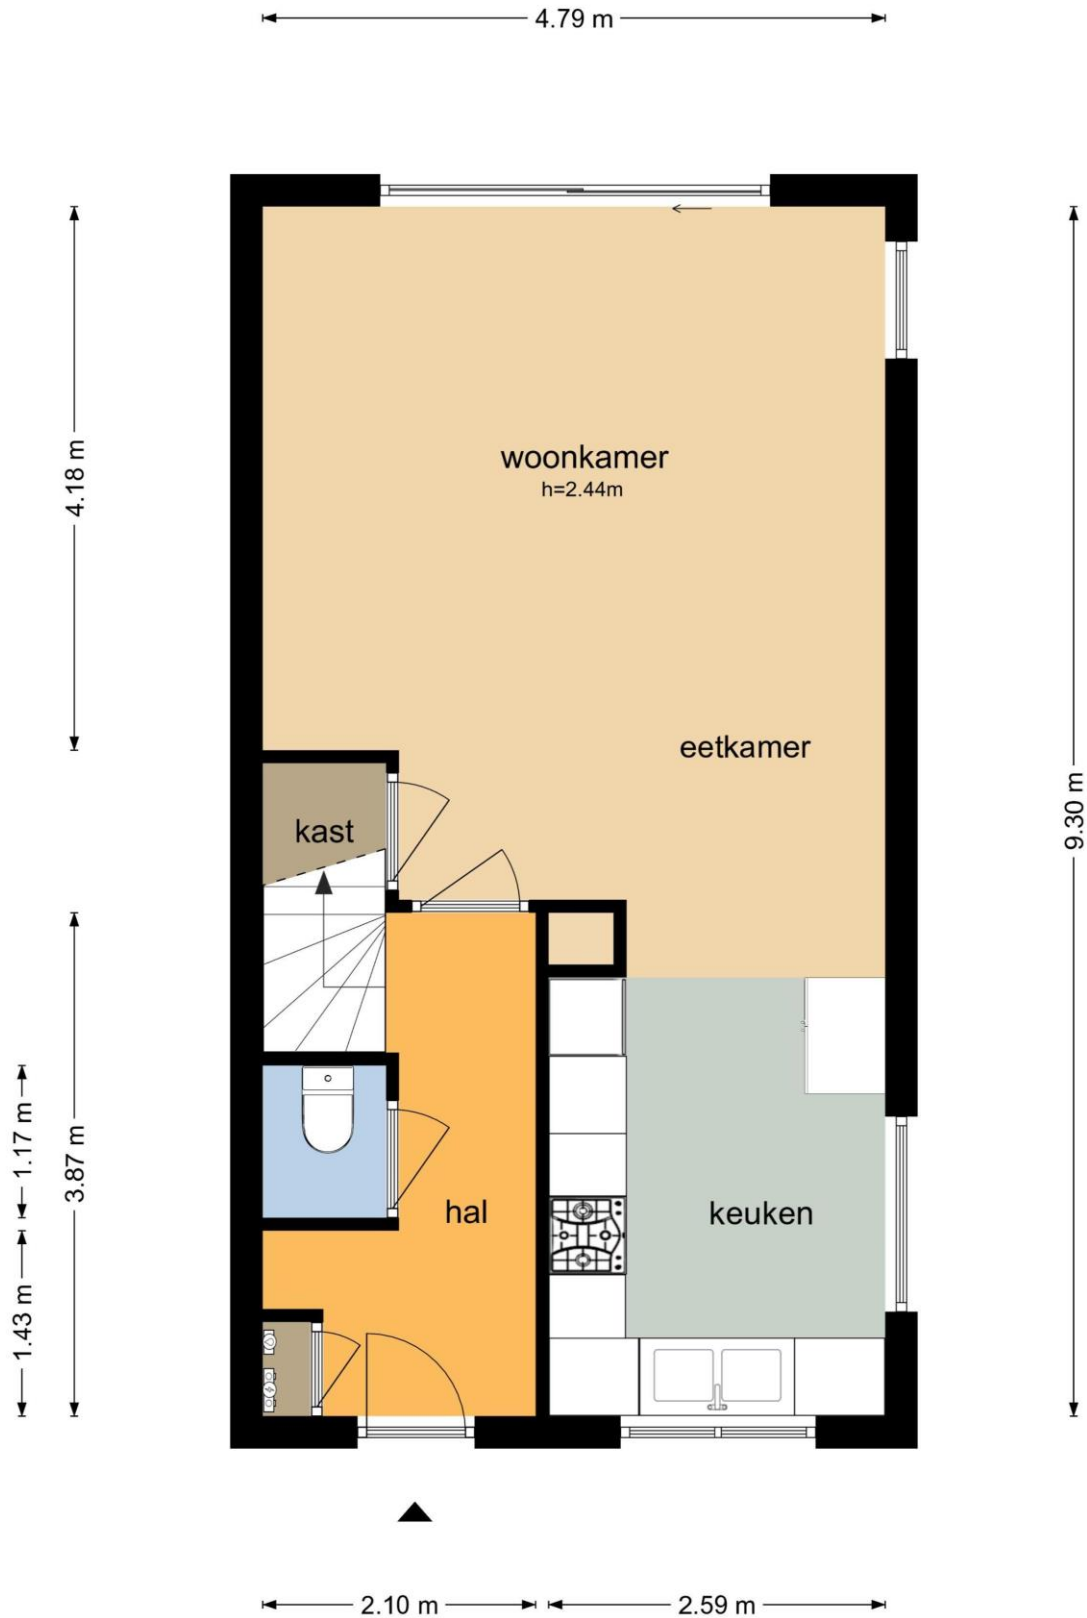 4.79 m
woonkamer
h=2.44m
4.18 m
eetkamer
9.30 m
kast
1.17 m
3.87 m
hal
keuken
1.43 m
2.10 m
2.59 m